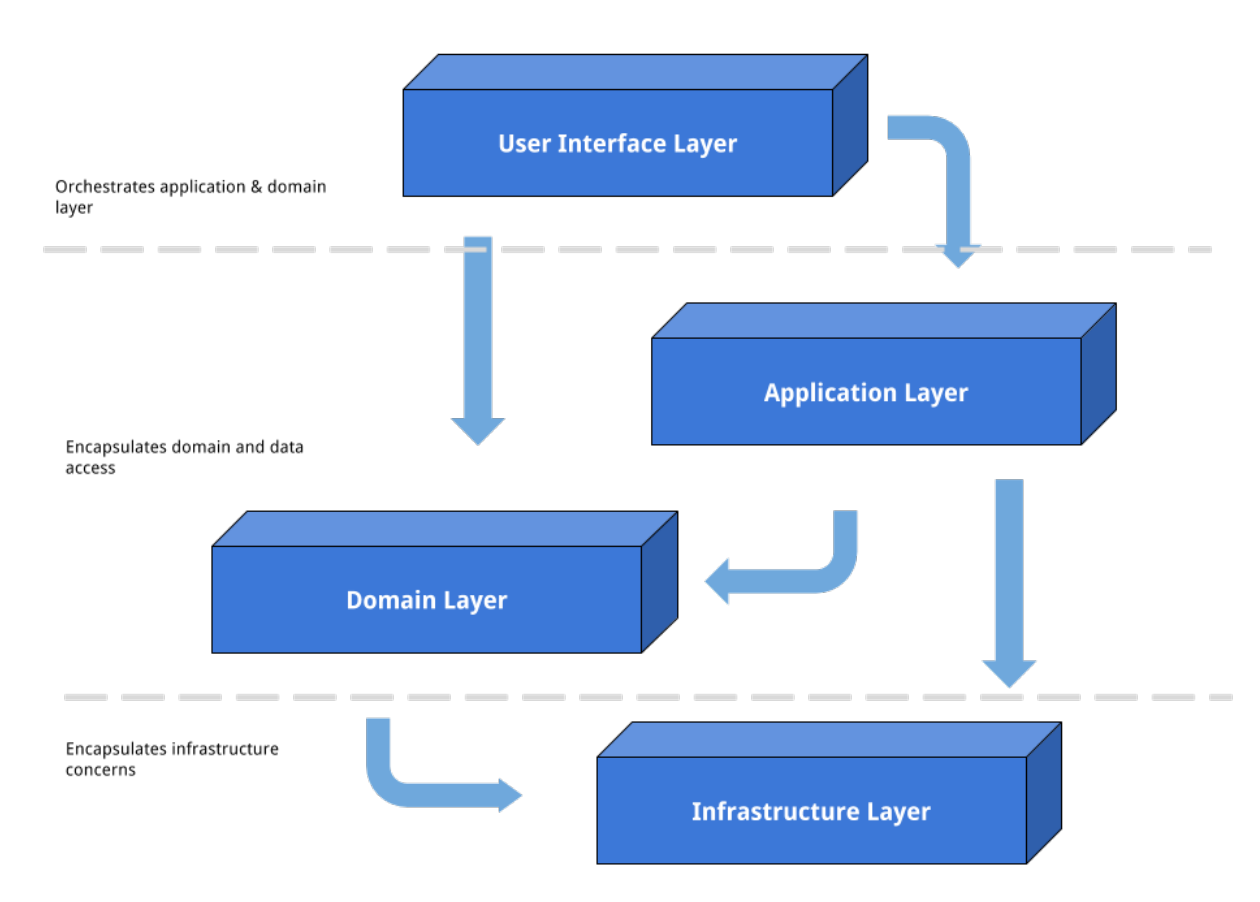 User Interface Layer
Orchestrates application & domain
layer
Application Layer
Encapsulates domain and data
access
Domain Layer
Encapsulates infrastructure
concerns
Infrastructure Layer